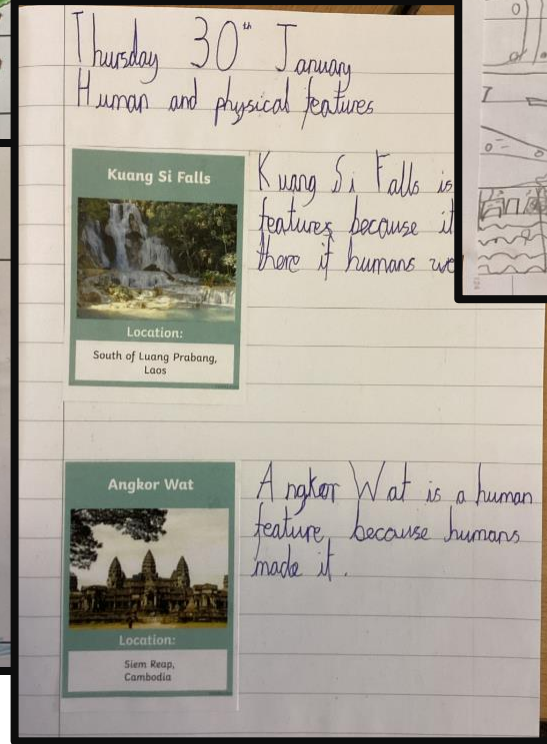 Thursday 30th January
Human and physical features
Kuang Si Falls
Location:
South of Luang Prabang,
Laos
Kuang Si Falls is
features because it
there if humans we
Angkor Wat
Location:
Siem Reap,
Cambodia
Angkor Wat is a human
feature because humans
made it.